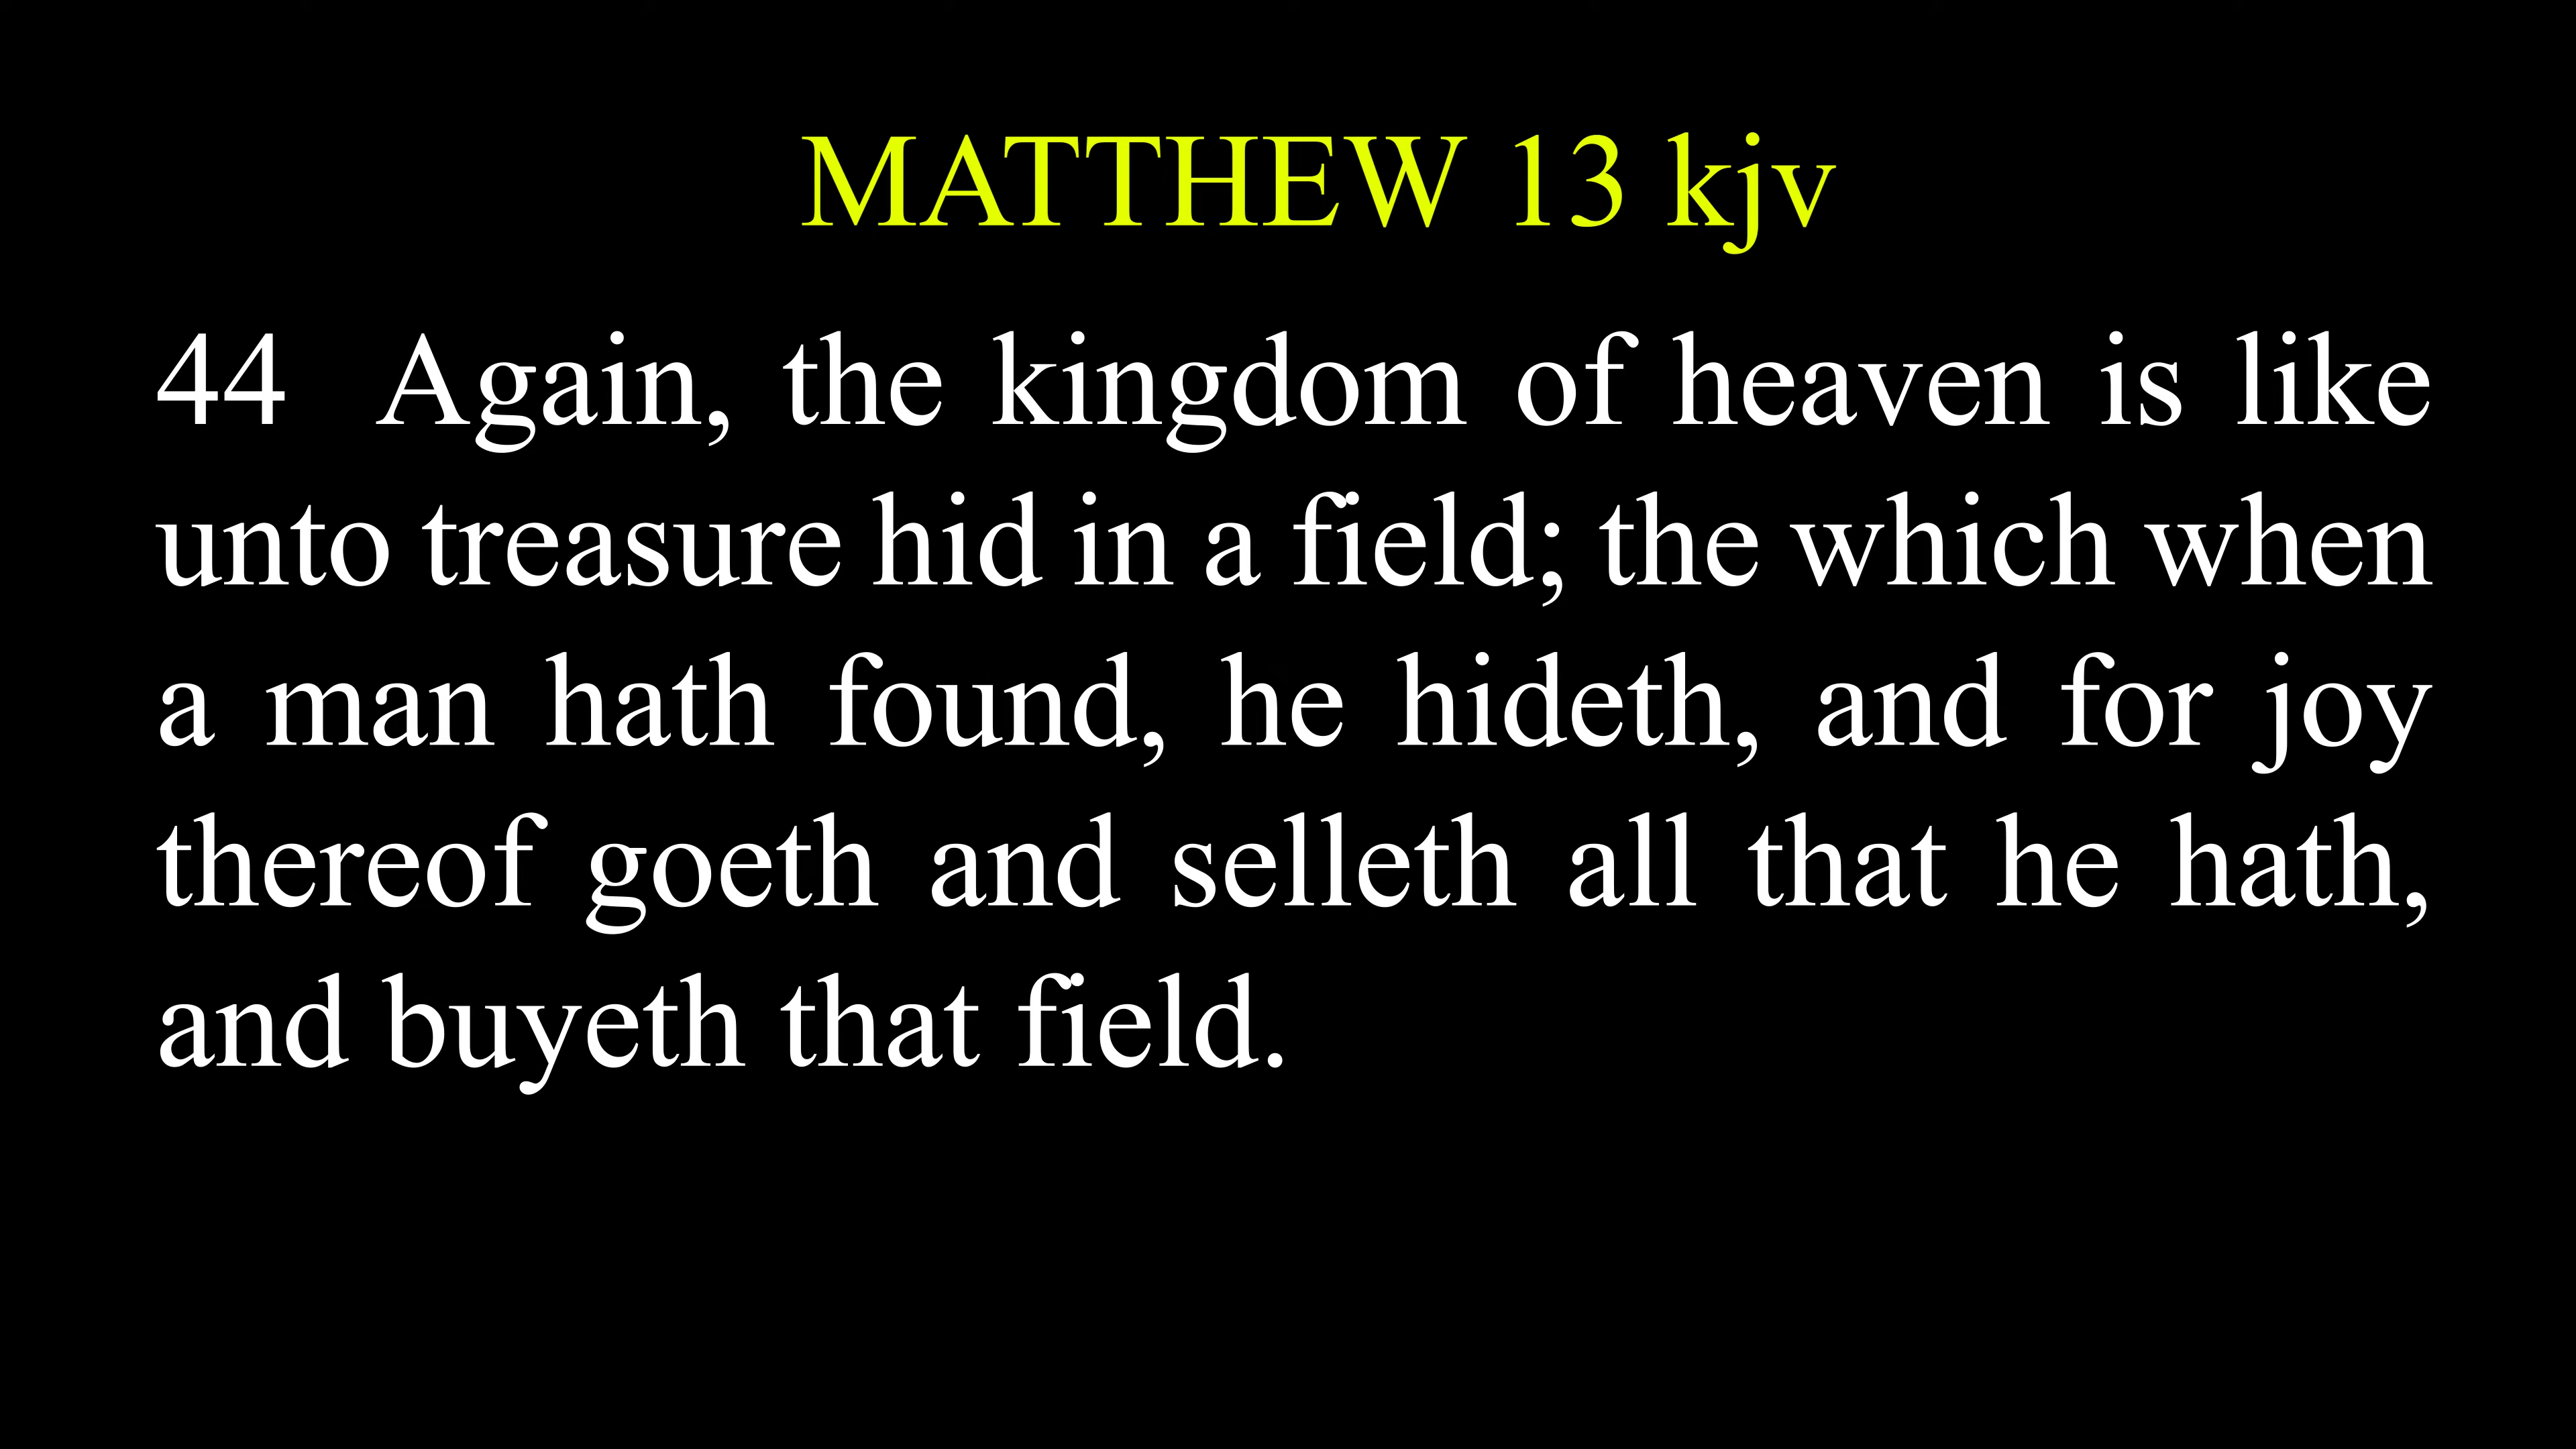 MATTHEW 13 kjv
44 Again, the kingdom of heaven is like
unto treasure hid in a field; the which when
a man hath found, he hideth, and for joy
thereof goeth and selleth all that he hath,
and buyeth that field.